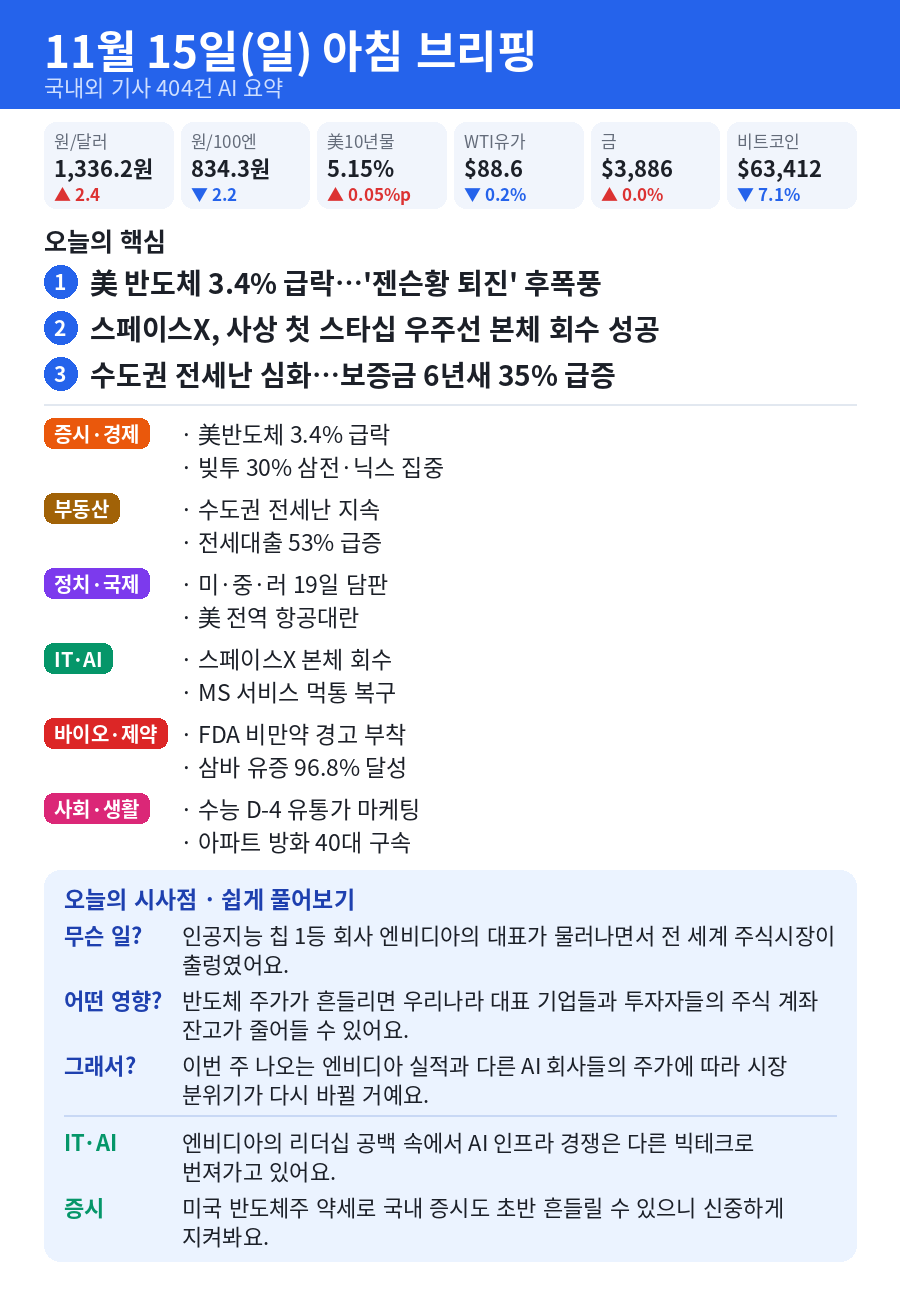 11월 15일(일) 아침 브리핑
국내외 기사 404건 AI 요약
원/달러
1,336.2원
▲ 2.4
원/100엔
834.3원
▼ 2.2
美10년물
5.15%
▲ 0.05%p
WTI유가
$88.6
▼ 0.2%
금
$3,886
▲ 0.0%
비트코인
$63,412
▼ 7.1%
오늘의 핵심
1 美 반도체 3.4% 급락…'젠슨황 퇴진' 후폭풍
2 스페이스X, 사상 첫 스타십 우주선 본체 회수 성공
3 수도권 전세난 심화…보증금 6년새 35% 급증
증시·경제
· 美반도체 3.4% 급락
· 빚투 30% 삼전·닉스 집중
부동산
· 수도권 전세난 지속
· 전세대출 53% 급증
정치·국제
· 미·중·러 19일 담판
· 美 전역 항공대란
IT·AI
· 스페이스X 본체 회수
· MS 서비스 먹통 복구
바이오·제약
· FDA 비만약 경고 부착
· 삼바 유증 96.8% 달성
사회·생활
· 수능 D-4 유통가 마케팅
· 아파트 방화 40대 구속
오늘의 시사점 · 쉽게 풀어보기
무슨 일? 인공지능 칩 1등 회사 엔비디아의 대표가 물러나면서 전 세계 주식시장이
출렁였어요.
어떤 영향? 반도체 주가가 흔들리면 우리나라 대표 기업들과 투자자들의 주식 계좌
잔고가 줄어들 수 있어요.
그래서? 이번 주 나오는 엔비디아 실적과 다른 AI 회사들의 주가에 따라 시장
분위기가 다시 바뀔 거예요.
IT·AI 엔비디아의 리더십 공백 속에서 AI 인프라 경쟁은 다른 빅테크로
번져가고 있어요.
증시 미국 반도체주 약세로 국내 증시도 초반 흔들릴 수 있으니 신중하게
지켜봐요.